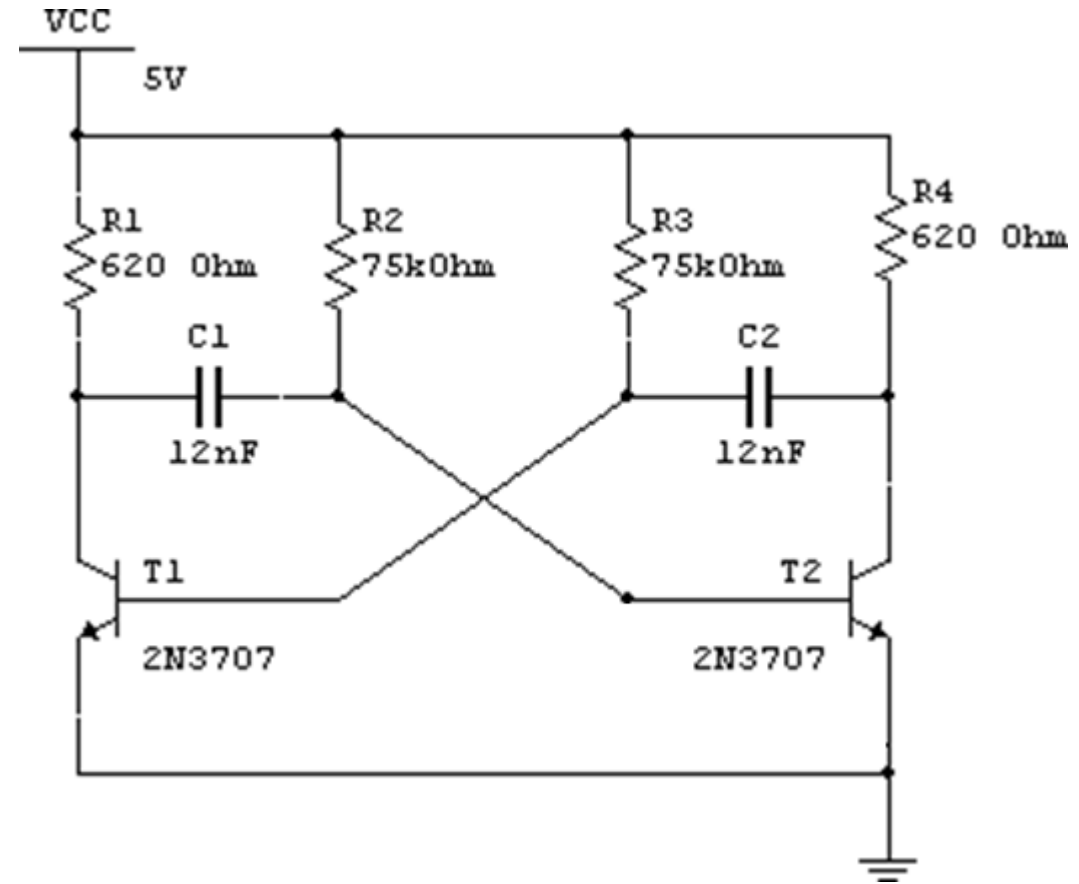 VCC
5V
R1
620 Ohm
R2
75kOhm
R3
75kOhm
R4
620 Ohm
C1
12nF
C2
12nF
T1
2N3707
T2
2N3707